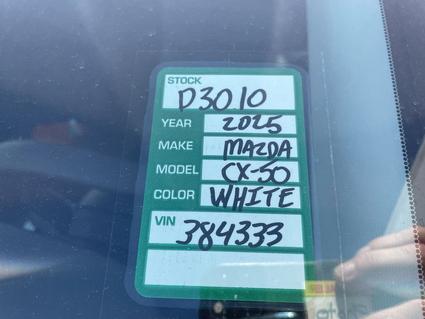 STOCK
D3010
YEAR 2025
MAKE MAZDA
MODEL CX-50
COLOR WHITE
VIN
384333